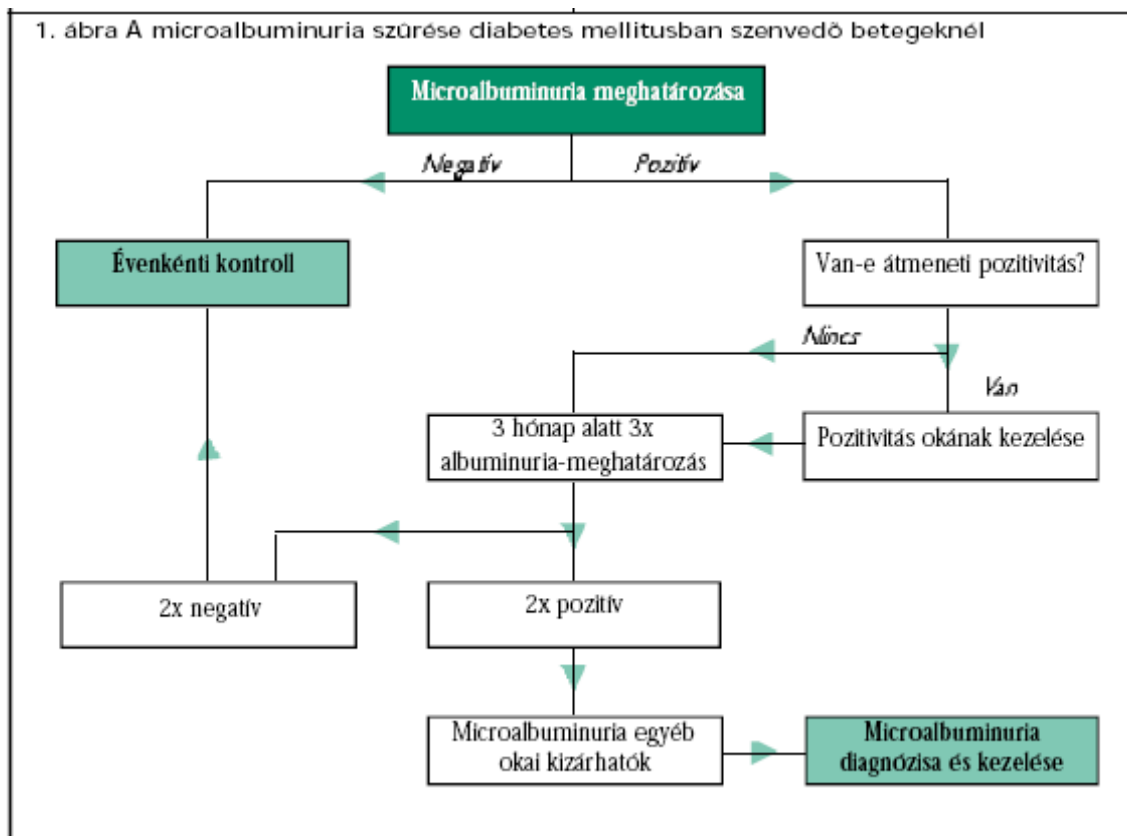 1. ábra A microalbuminuria szűrése diabetes mellitusban szenvedő betegeknél
Microalbuminuria meghatározása
Negatív
Pozitív
Évenkénti kontroll
Van-e átmeneti pozitivitás?
Nincs
Van
3 hónap alatt 3x
albuminuria-meghatározás
Pozitivitás okának kezelése
2x negatív
2x pozitív
Microalbuminuria egyéb
okai kizárhatók
Microalbuminuria
diagnózisa és kezelése